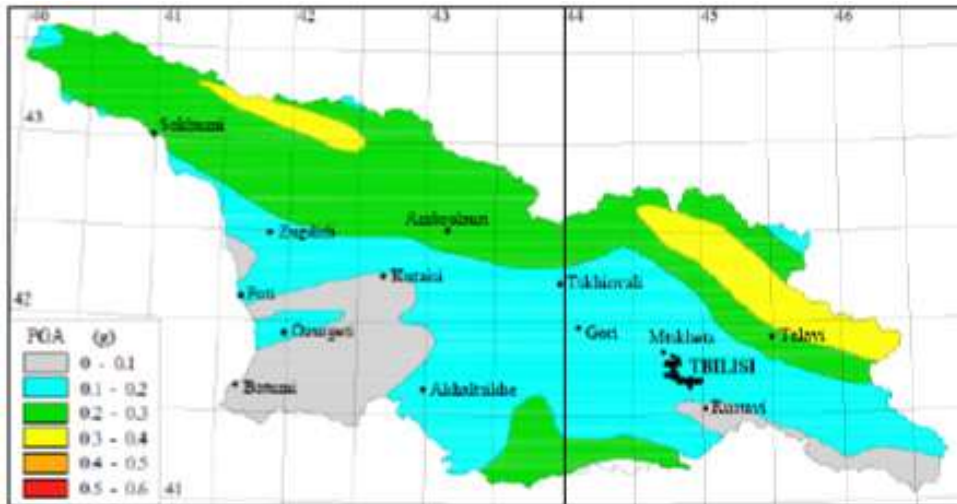 40 41 42 43 44 45 46
43
Sokhumi
Zugdidi
Ambrolauri
Kutaisi
Tskhinvali
42
Poti
Ozurgeti
Gori
Mtskheta
Telavi
TBILISI
Batumi
Akhaltsikhe
Rustavi
PGA (g)
0 - 0.1
0.1 - 0.2
0.2 - 0.3
0.3 - 0.4
0.4 - 0.5
0.5 - 0.6
41